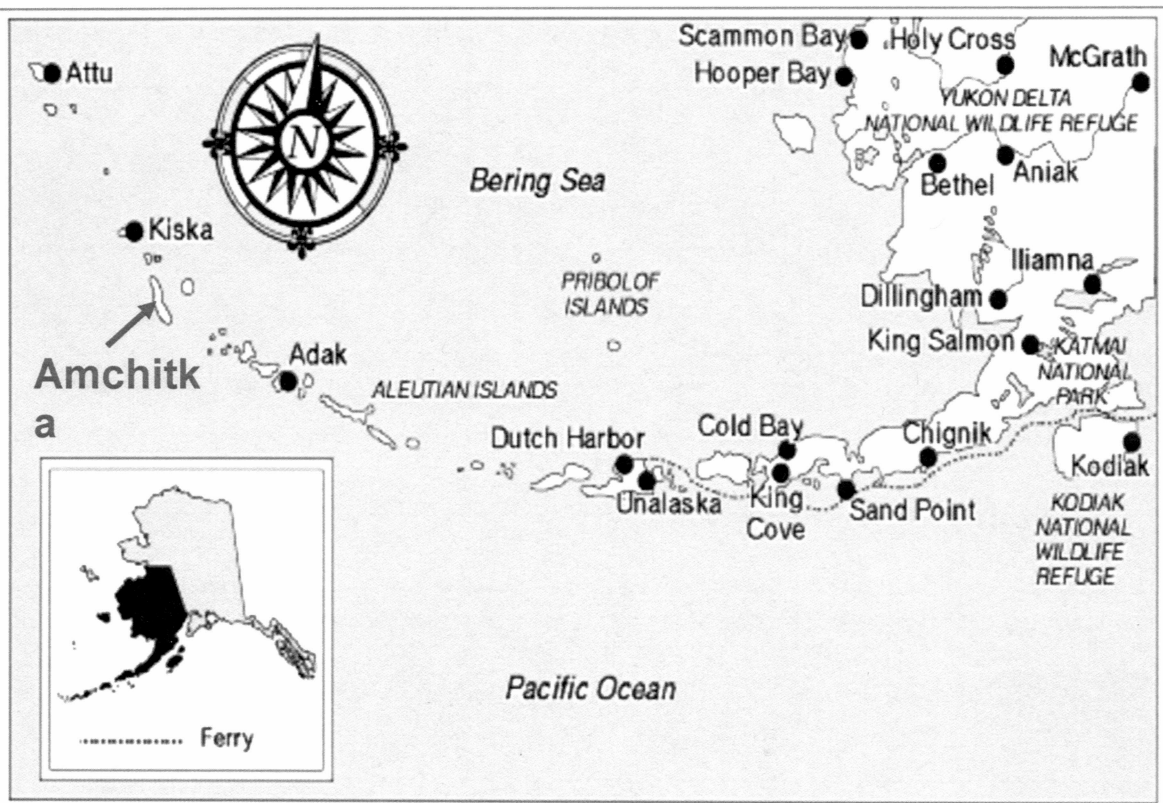 Scammon Bay
Holy Cross
McGrath
Attu
Hooper Bay
YUKON DELTA
NATIONAL WILDLIFE REFUGE
N
Bering Sea
Bethel
Aniak
Kiska
PRIBOLOF
ISLANDS
Iliamna
Dillingham
King Salmon
KATMAI
NATIONAL
PARK
Amchitk
a
Adak
ALEUTIAN ISLANDS
Dutch Harbor
Cold Bay
Chignik
Kodiak
Unalaska
King
Cove
Sand Point
KODIAK
NATIONAL
WILDLIFE
REFUGE
Pacific Ocean
Ferry